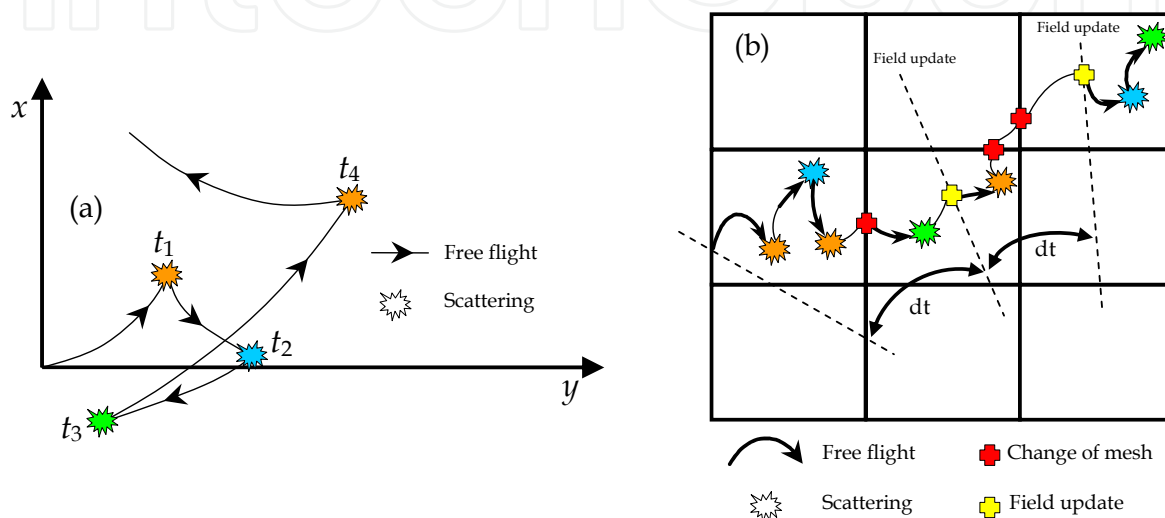 (a)
x
y
t1
t2
t3
t4
Free flight
Scattering
(b)
Field update
Field update
dt
dt
Free flight
Change of mesh
Scattering
Field update